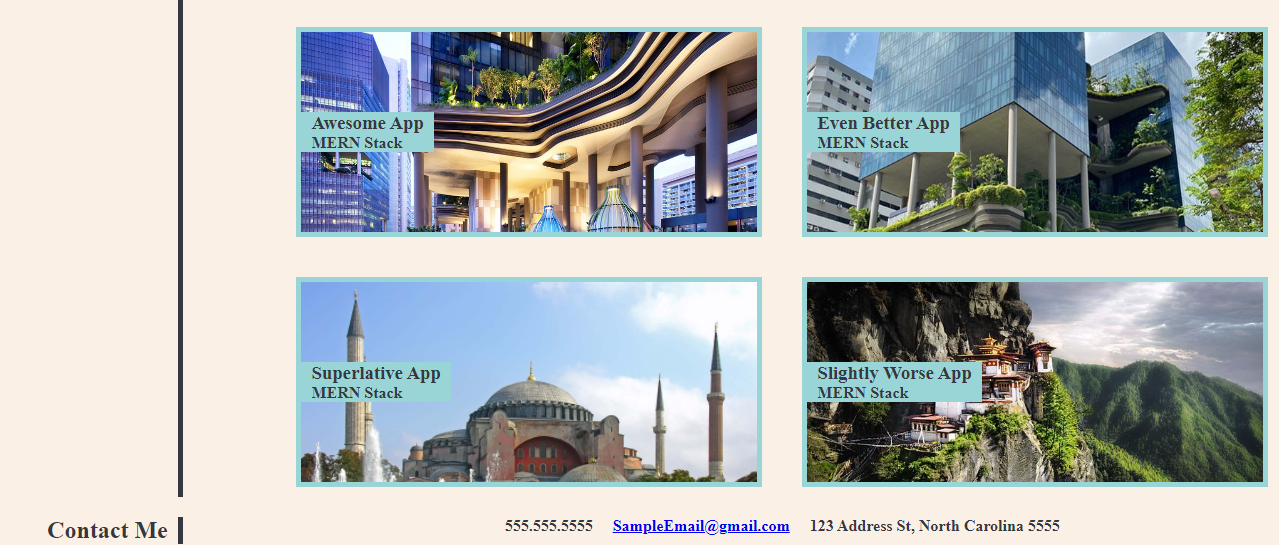 Awesome App
MERN Stack
Even Better App
MERN Stack
Superlative App
MERN Stack
Slightly Worse App
MERN Stack
Contact Me
555.555.5555 SampleEmail@gmail.com 123 Address St, North Carolina 5555